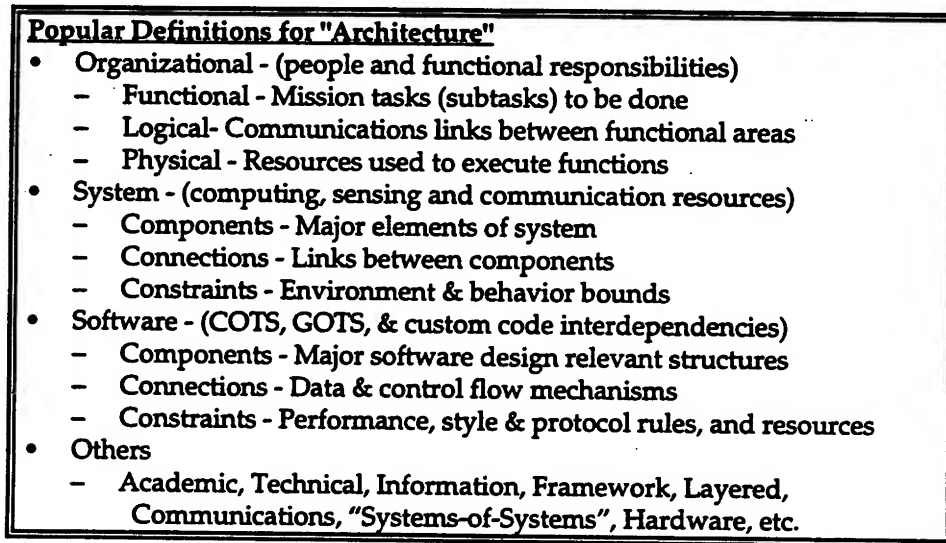 Popular Definitions for "Architecture"
• Organizational - (people and functional responsibilities)
– Functional - Mission tasks (subtasks) to be done
– Logical- Communications links between functional areas
– Physical - Resources used to execute functions
• System - (computing, sensing and communication resources)
– Components - Major elements of system
– Connections - Links between components
– Constraints - Environment & behavior bounds
• Software - (COTS, GOTS, & custom code interdependencies)
– Components - Major software design relevant structures
– Connections - Data & control flow mechanisms
– Constraints - Performance, style & protocol rules, and resources
• Others
– Academic, Technical, Information, Framework, Layered,
Communications, "Systems-of-Systems", Hardware, etc.